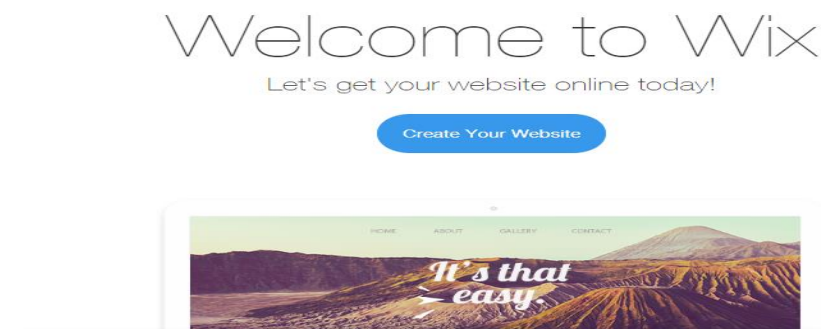 Welcome to Wix
Let's get your website online today!
Create Your Website
HOME ABOUT GALLERY CONTACT
It's that
easy.